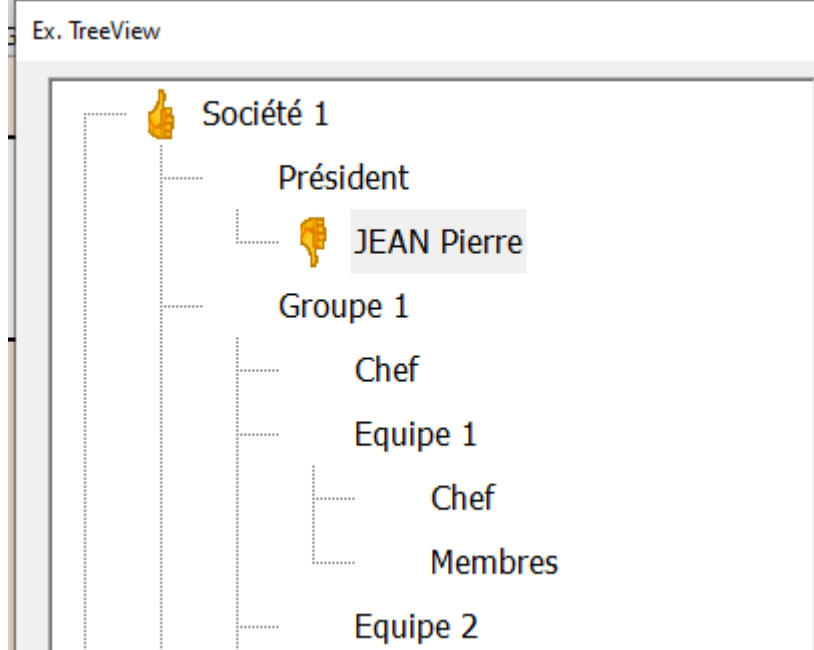 Ex. TreeView
Société 1
Président
JEAN Pierre
Groupe 1
Chef
Equipe 1
Chef
Membres
Equipe 2